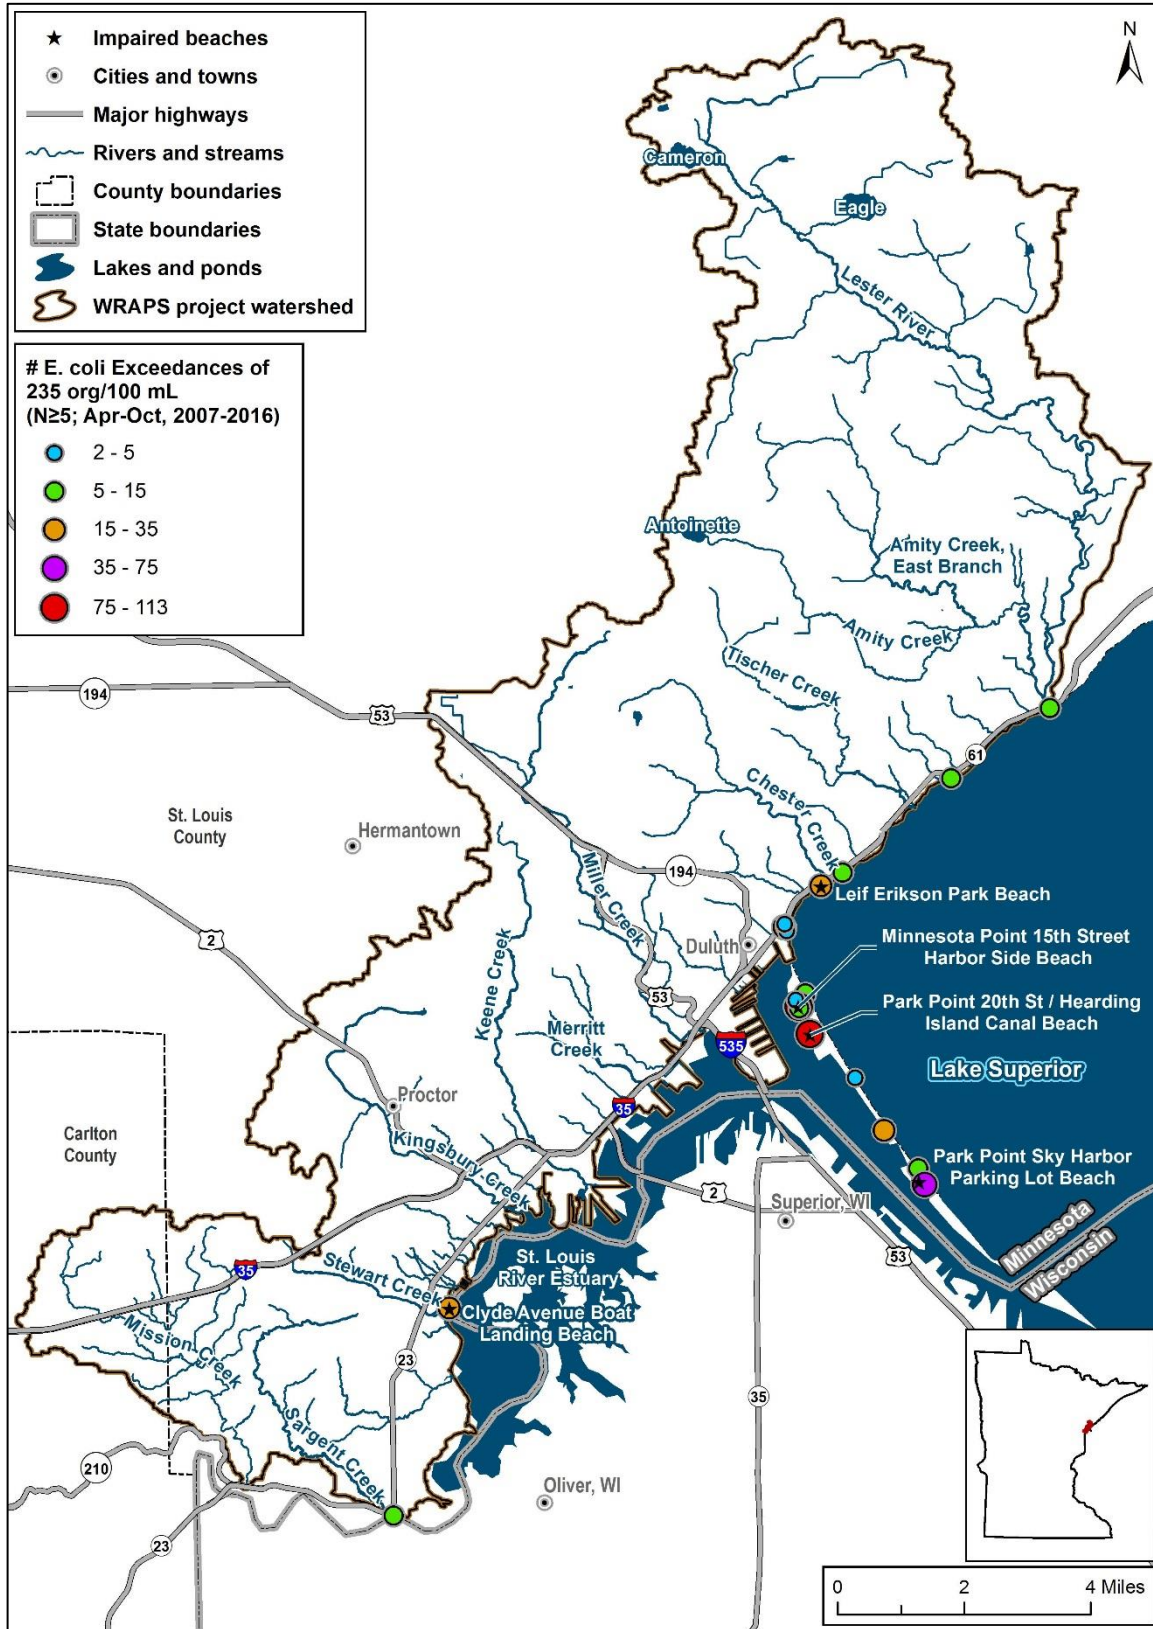 Impaired beaches
Cities and towns
Major highways
Rivers and streams
County boundaries
State boundaries
Lakes and ponds
WRAPS project watershed
# E. coli Exceedances of
235 org/100 mL
(N≥5; Apr-Oct, 2007-2016)
2 - 5
5 - 15
15 - 35
35 - 75
75 - 113
N
Cameron
Eagle
Lester River
Antoinette
Amity Creek,
East Branch
Amity Creek
Tischer Creek
194
53
61
Chester Creek
St. Louis
County
Hermantown
Miller Creek
194
Leif Erikson Park Beach
2
Keene Creek
Duluth
Minnesota Point 15th Street
Harbor Side Beach
53
Park Point 20th St / Hearding
Island Canal Beach
Merritt
Creek
535
Lake Superior
Proctor
35
Carlton
County
Kingsbury Creek
Park Point Sky Harbor
Parking Lot Beach
2
Superior, WI
53
Minnesota
Wisconsin
St. Louis
River Estuary
35
Stewart Creek
Clyde Avenue Boat
Landing Beach
Mission Creek
23
35
Sargent Creek
210
Oliver, WI
23
0 2 4 Miles